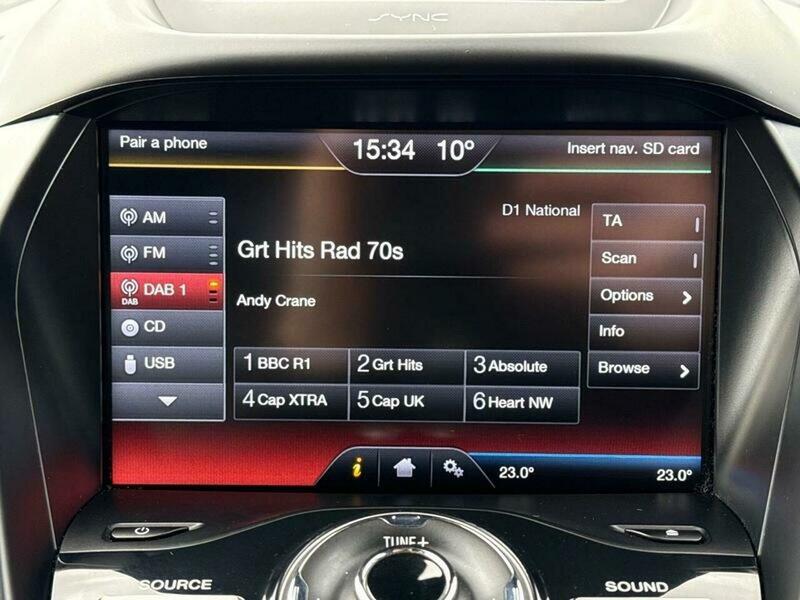 SYNC
Pair a phone
15:34 10°
Insert nav. SD card
AM
FM
DAB 1
DAB
CD
USB
D1 National
Grt Hits Rad 70s
Andy Crane
1 BBC R1
2 Grt Hits
3 Absolute
4 Cap XTRA
5 Cap UK
6 Heart NW
TA
Scan
Options
Info
Browse
i
23.0°
23.0°
TUNE+
SOURCE
SOUND